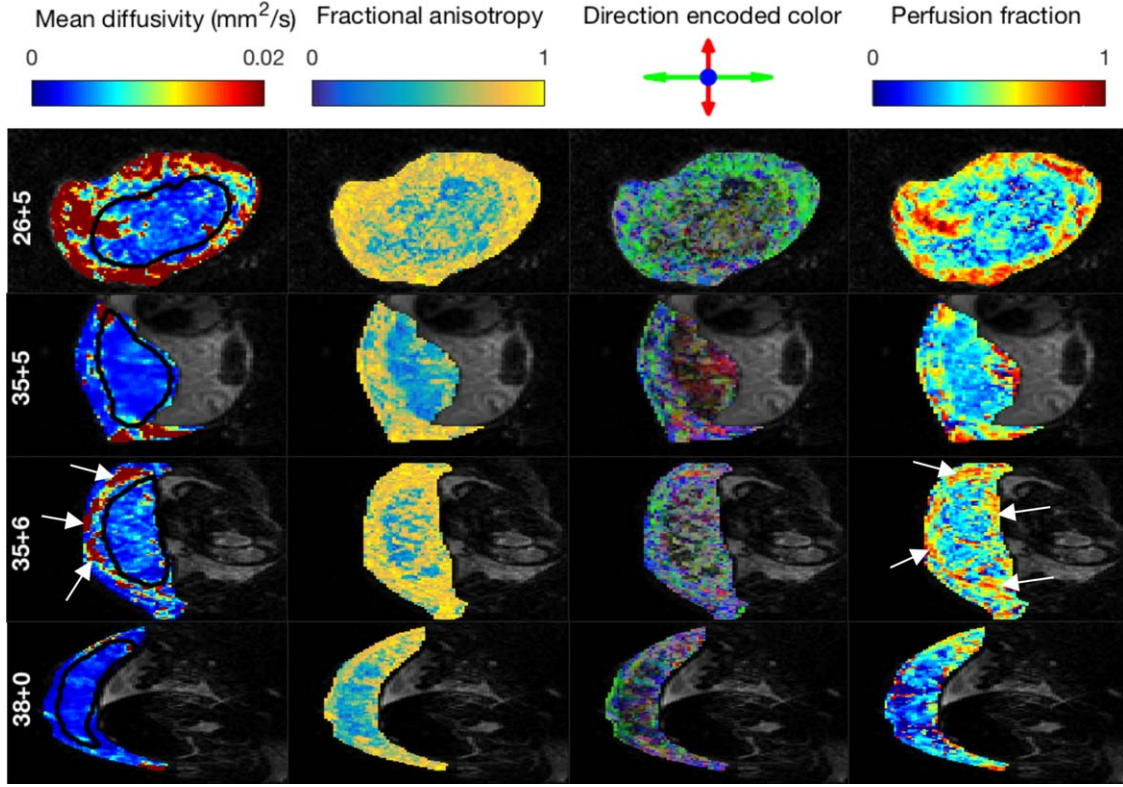 Mean diffusivity (mm²/s) Fractional anisotropy Direction encoded color Perfusion fraction
0 0.02 0 1 0 1
26+5
35+5
35+6
38+0